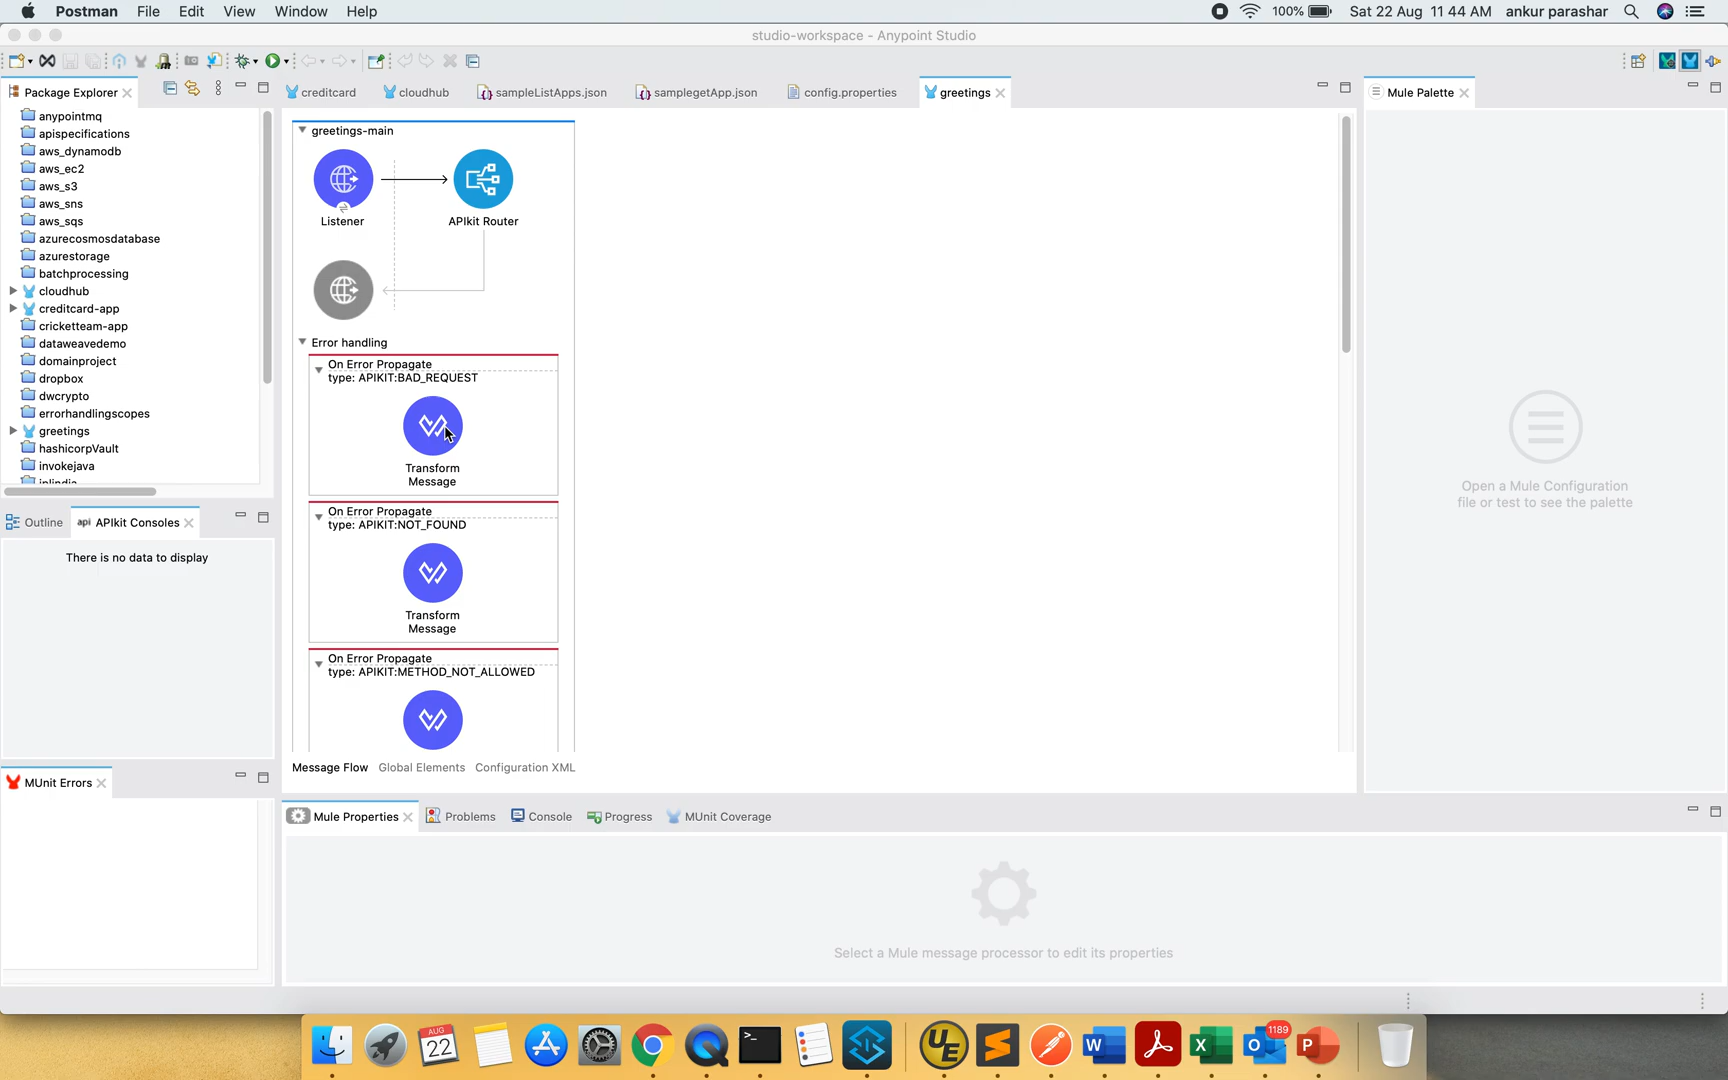 Postman File Edit View Window Help 100% Sat 22 Aug 11 44 AM ankur parashar
studio-workspace - Anypoint Studio
Package Explorer creditcard cloudhub sampleListApps.json samplegetApp.json config.properties greetings Mule Palette
anypointmq
apispecifications
aws_dynamodb
aws_ec2
aws_s3
aws_sns
aws_sqs
azurecosmosdatabase
azurestorage
batchprocessing
cloudhub
creditcard-app
cricketteam-app
dataweavedemo
domainproject
dropbox
dwcrypto
errorhandlingscopes
greetings
hashicorpVault
invokejava
iplindia
Outline api APIkit Consoles
There is no data to display
MUnit Errors
greetings-main
Listener
APIkit Router
Error handling
On Error Propagate
type: APIKIT:BAD_REQUEST
Transform
Message
On Error Propagate
type: APIKIT:NOT_FOUND
Transform
Message
On Error Propagate
type: APIKIT:METHOD_NOT_ALLOWED
Message Flow Global Elements Configuration XML
Open a Mule Configuration
file or test to see the palette
Mule Properties Problems Console Progress MUnit Coverage
Select a Mule message processor to edit its properties
AUG
22
>_
UE
W
X
O
1189
P